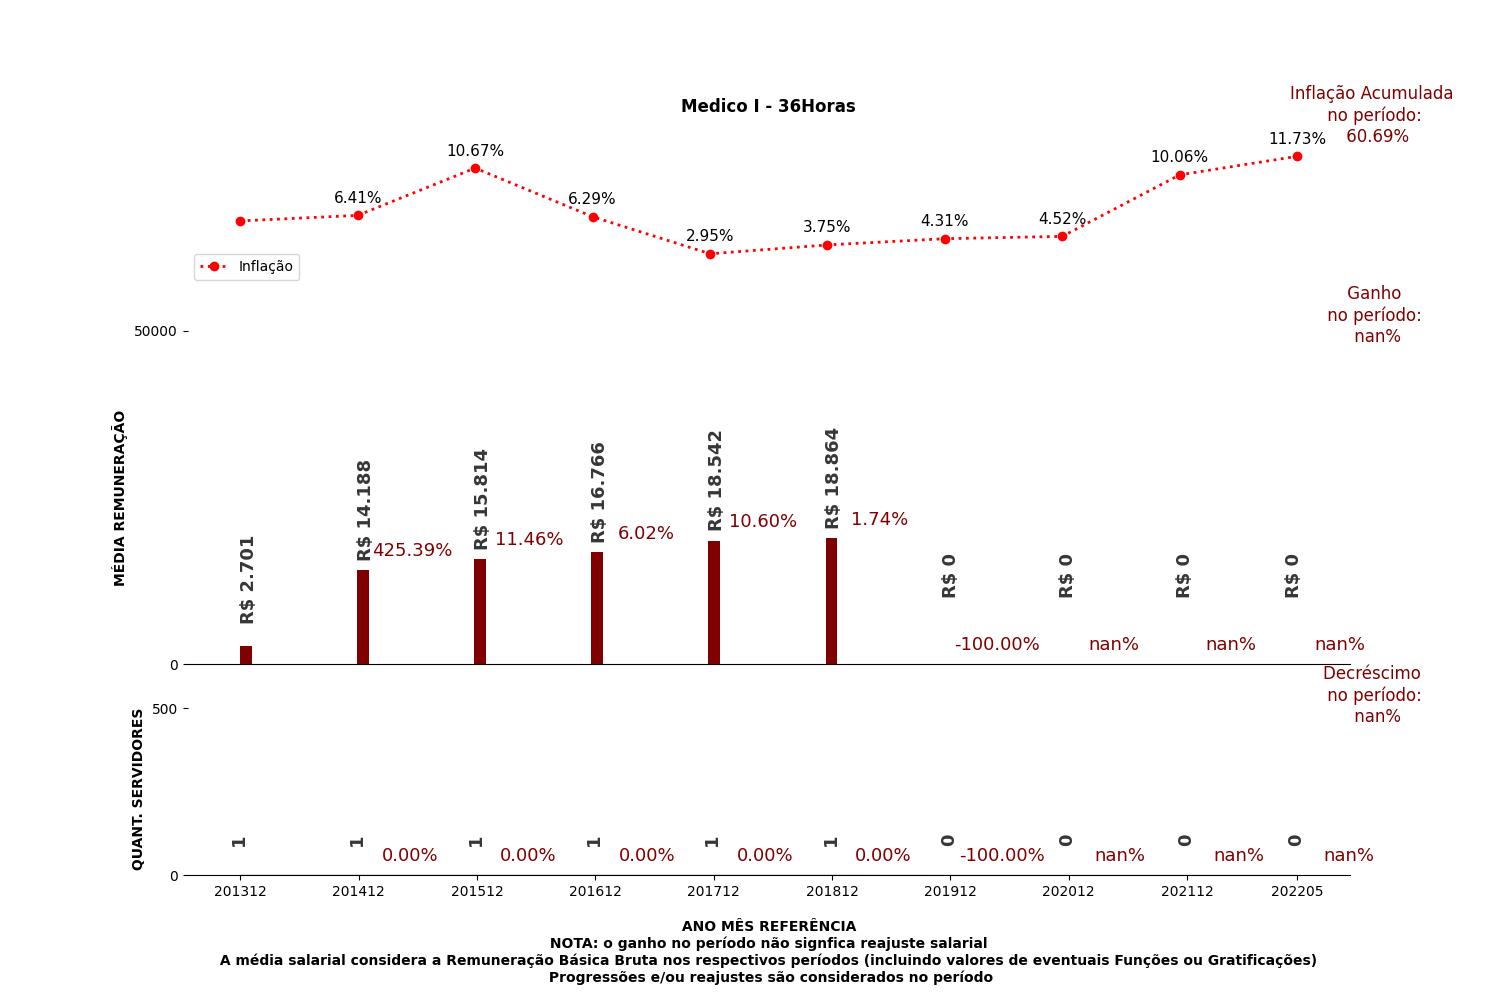 Medico I - 36Horas
Inflação Acumulada
no período:
60.69%
6.41%
10.67%
6.29%
2.95%
3.75%
4.31%
4.52%
10.06%
11.73%
Inflação
Ganho
no período:
nan%
MÉDIA REMUNERAÇÃO
50000
0
R$ 2.701
R$ 14.188
R$ 15.814
R$ 16.766
R$ 18.542
R$ 18.864
R$ 0
R$ 0
R$ 0
R$ 0
425.39%
11.46%
6.02%
10.60%
1.74%
-100.00%
nan%
nan%
nan%
Decréscimo
no período:
nan%
QUANT. SERVIDORES
500
0
1
1
1
1
1
1
0
0
0
0
0.00%
0.00%
0.00%
0.00%
0.00%
-100.00%
nan%
nan%
nan%
201312
201412
201512
201612
201712
201812
201912
202012
202112
202205
ANO MÊS REFERÊNCIA
NOTA: o ganho no período não signfica reajuste salarial
A média salarial considera a Remuneração Básica Bruta nos respectivos períodos (incluindo valores de eventuais Funções ou Gratificações)
Progressões e/ou reajustes são considerados no período